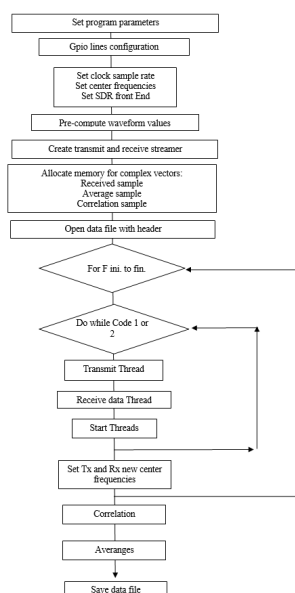 Set program parameters
Gpio lines configuration
Set clock sample rate
Set center frequencies
Set SDR front End
Pre-compute waveform values
Create transmit and receive streamer
Allocate memory for complex vectors:
Received sample
Average sample
Correlation sample
Open data file with header
For F ini. to fin.
Do while Code 1 or
2
Transmit Thread
Receive data Thread
Start Threads
Set Tx and Rx new center
frequencies
Correlation
Averanges
Save data file